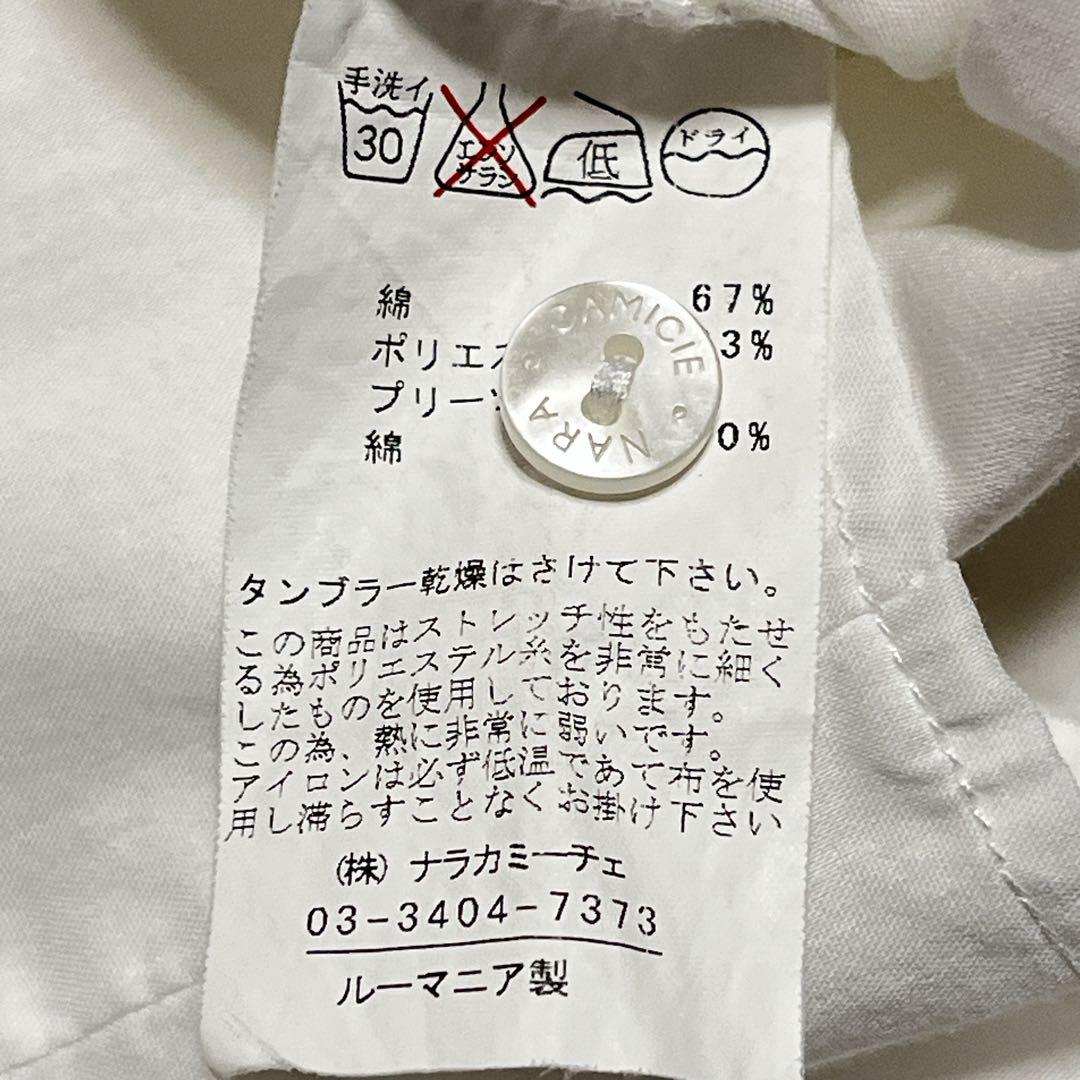 手洗イ
30
エンソ
サラシ
低
ドライ
綿 67%
ポリエス 3%
プリーツ
綿 0%
CAMICIE
NARA
タンブラー乾燥はさけて下さい。
この商品はストレッチ性をもたせ
る為ポリエステル糸を非常に細く
したものを使用しております。
この為、熱に非常に弱いです。
アイロンは必ず低温であて布を使
用し滞らすことなくお掛け下さい
(株) ナラカミーチェ
03-3404-7373
ルーマニア製